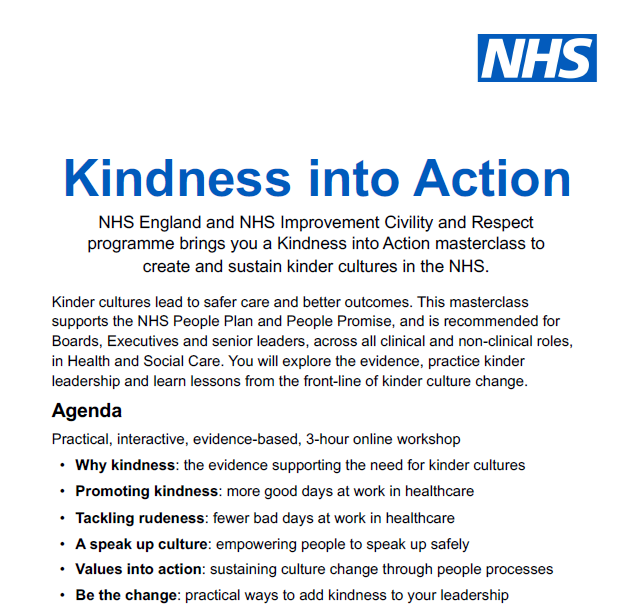 NHS
Kindness into Action
NHS England and NHS Improvement Civility and Respect
programme brings you a Kindness into Action masterclass to
create and sustain kinder cultures in the NHS.
Kinder cultures lead to safer care and better outcomes. This masterclass
supports the NHS People Plan and People Promise, and is recommended for
Boards, Executives and senior leaders, across all clinical and non-clinical roles,
in Health and Social Care. You will explore the evidence, practice kinder
leadership and learn lessons from the front-line of kinder culture change.
Agenda
Practical, interactive, evidence-based, 3-hour online workshop
• Why kindness: the evidence supporting the need for kinder cultures
• Promoting kindness: more good days at work in healthcare
• Tackling rudeness: fewer bad days at work in healthcare
• A speak up culture: empowering people to speak up safely
• Values into action: sustaining culture change through people processes
• Be the change: practical ways to add kindness to your leadership